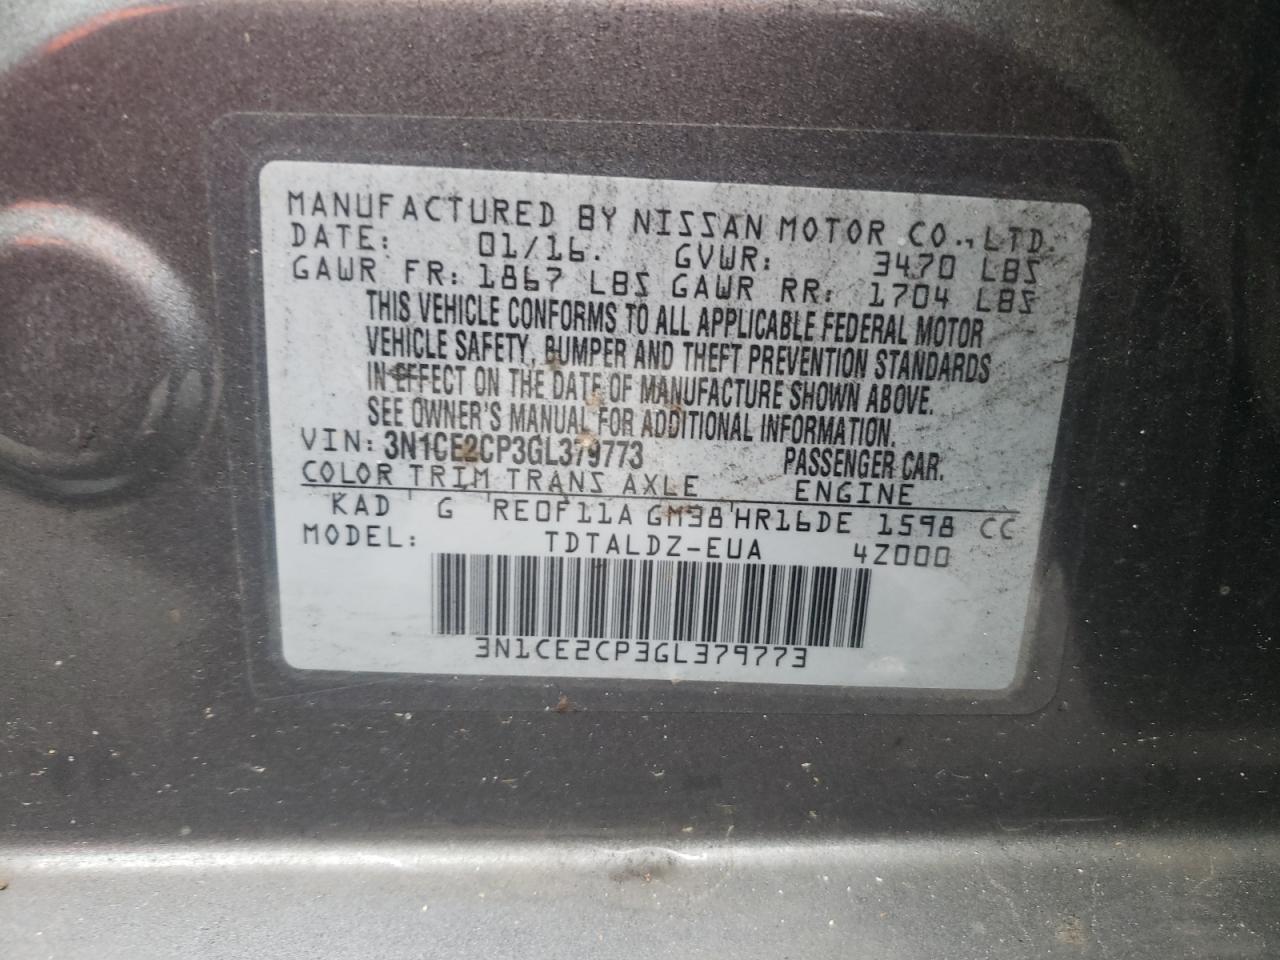 MANUFACTURED BY NISSAN MOTOR CO., LTD.
DATE: 01/16. GVWR: 3470 LBS
GAWR FR: 1867 LBS GAWR RR: 1704 LBS
THIS VEHICLE CONFORMS TO ALL APPLICABLE FEDERAL MOTOR
VEHICLE SAFETY, BUMPER AND THEFT PREVENTION STANDARDS
IN EFFECT ON THE DATE OF MANUFACTURE SHOWN ABOVE.
SEE OWNER'S MANUAL FOR ADDITIONAL INFORMATION.
VIN: 3N1CE2CP3GL379773 PASSENGER CAR.
COLOR TRIM TRANS AXLE ENGINE
KAD G RE0F11A GM38 HR16DE 1598 CC
MODEL: TDTALDZ-EUA 4Z000
3N1CE2CP3GL379773